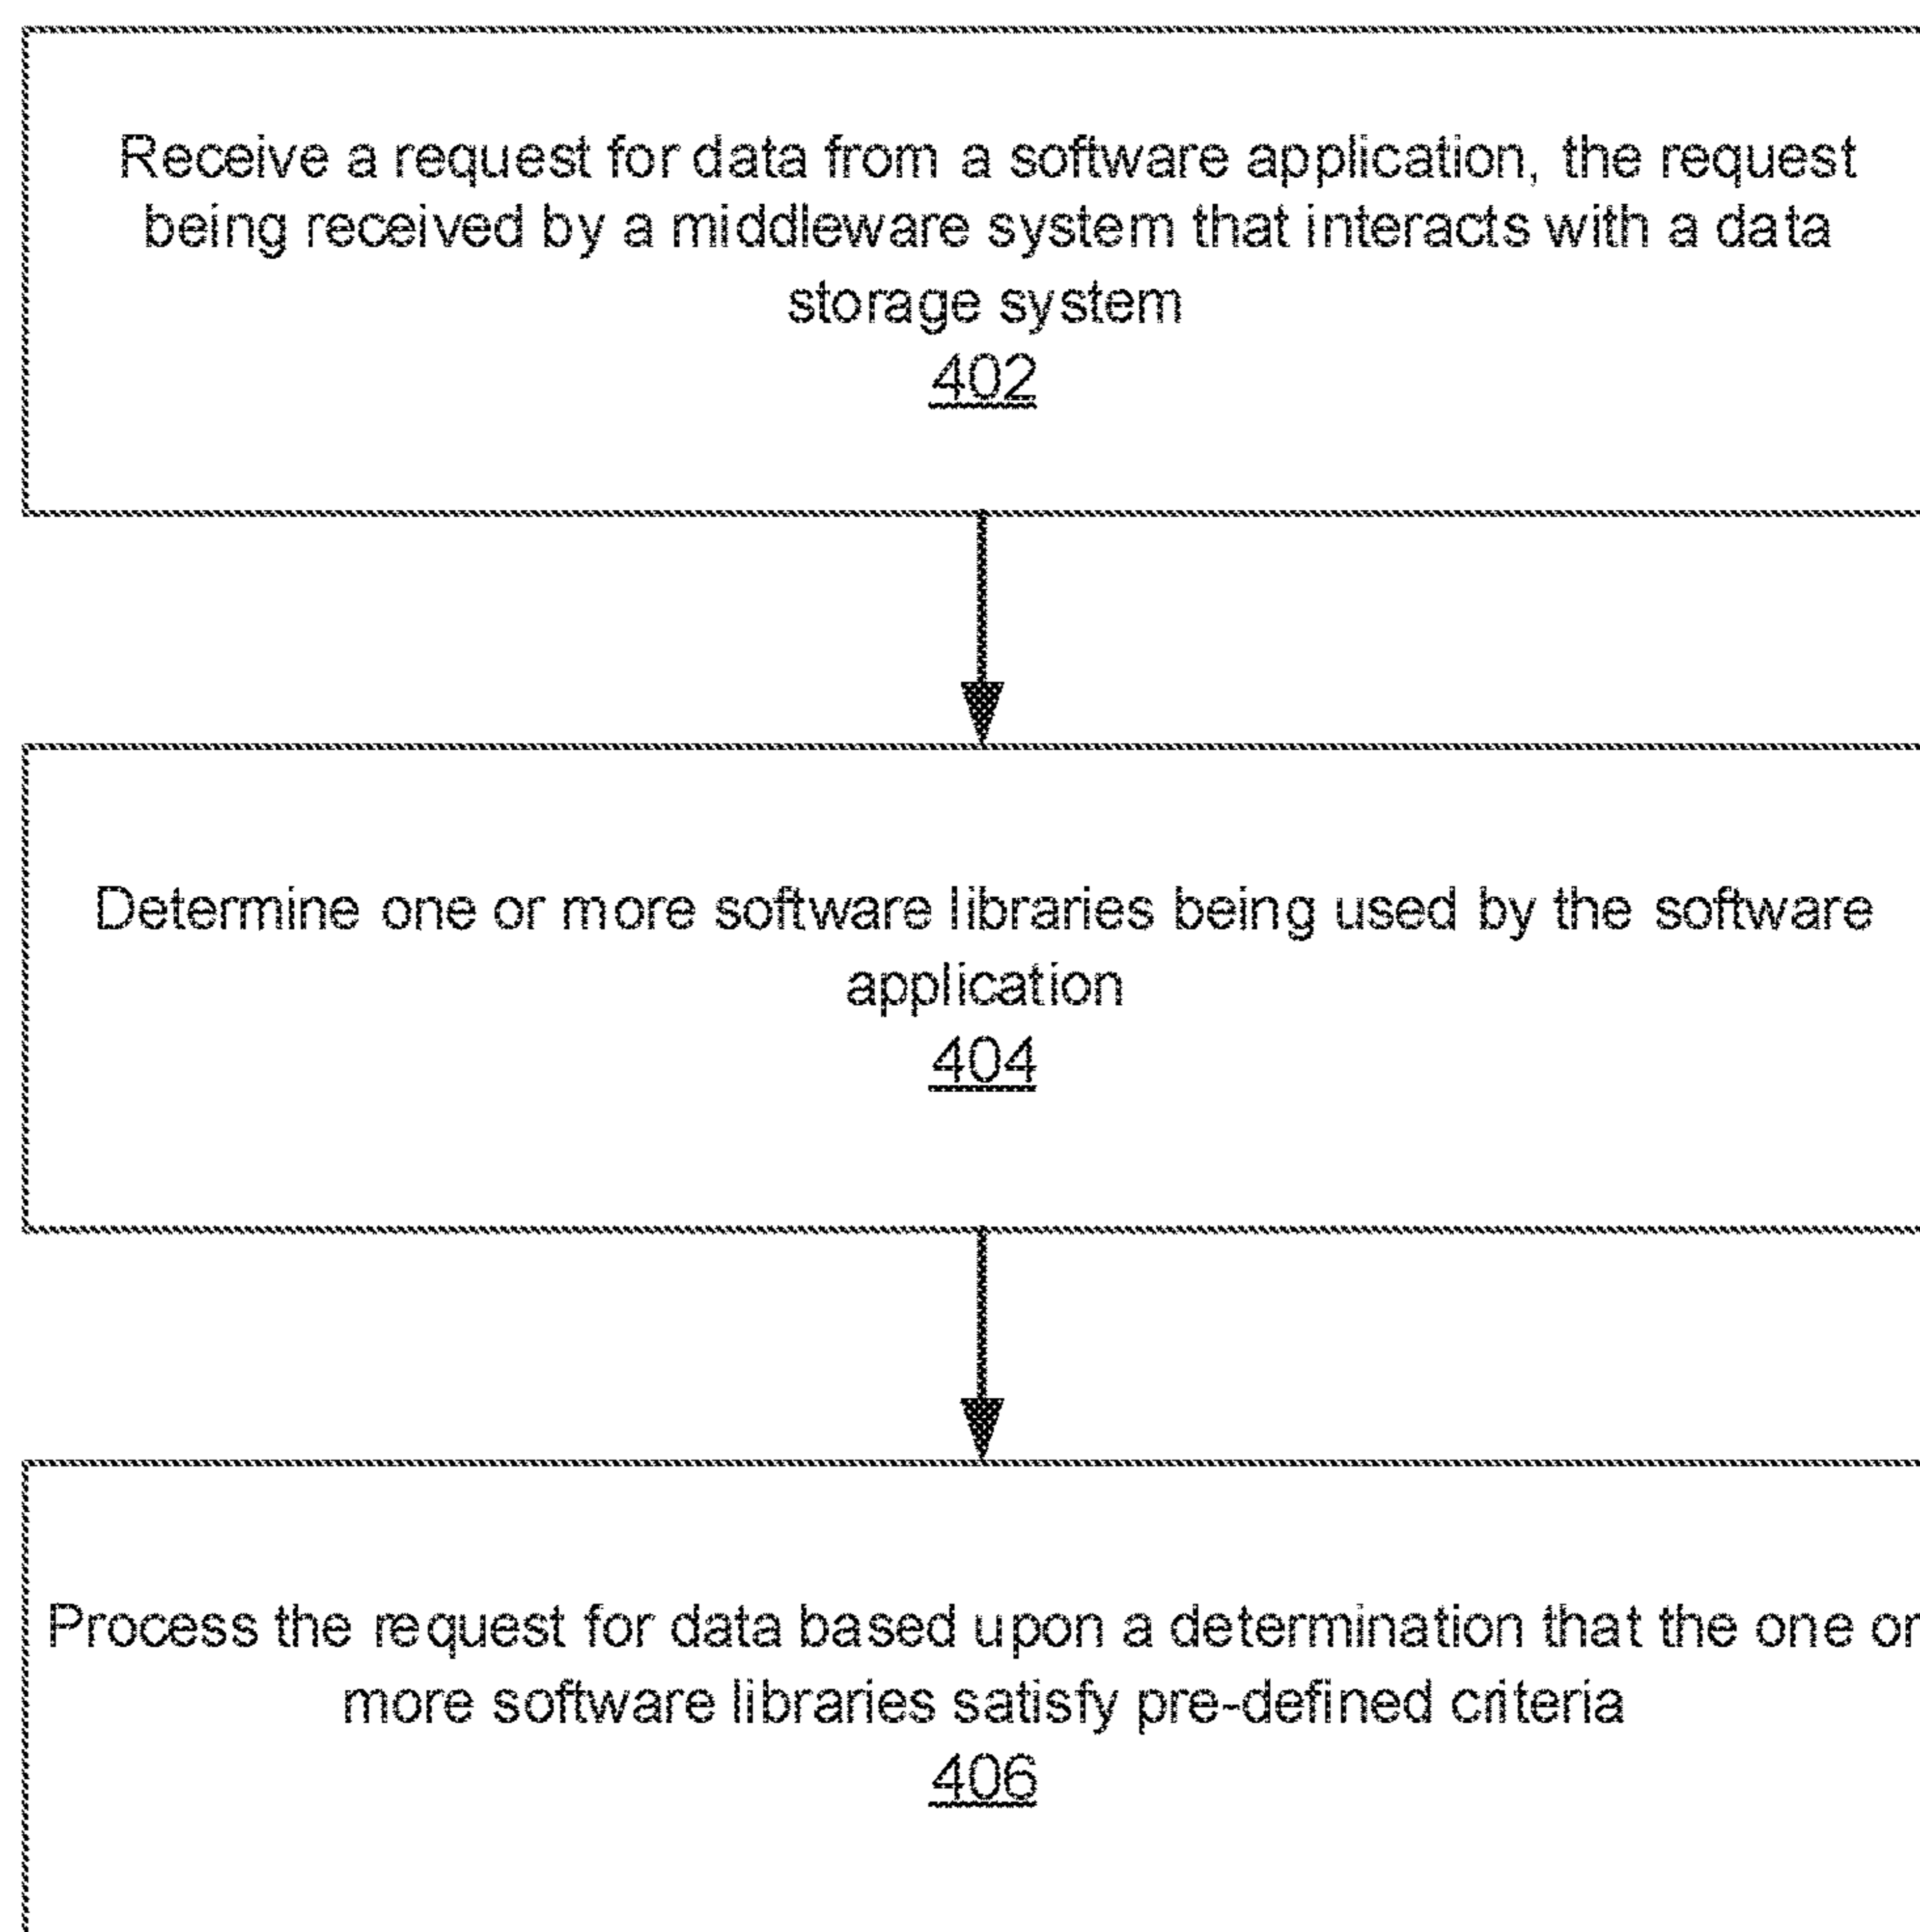 Receive a request for data from a software application, the request
being received by a middleware system that interacts with a data
storage system
402
Determine one or more software libraries being used by the software
application
404
Process the request for data based upon a determination that the one or
more software libraries satisfy pre-defined criteria
406